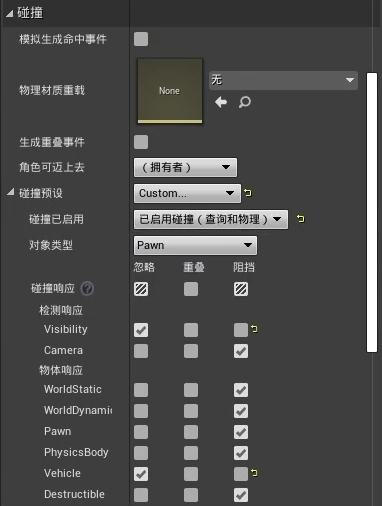 碰撞
模拟生成命中事件
物理材质重载
None
无
生成重叠事件
角色可迈上去
（拥有者）
碰撞预设
Custom...
碰撞已启用
已启用碰撞（查询和物理）
对象类型
Pawn
忽略 重叠 阻挡
碰撞响应 ?
检测响应
Visibility
Camera
物体响应
WorldStatic
WorldDynamic
Pawn
PhysicsBody
Vehicle
Destructible